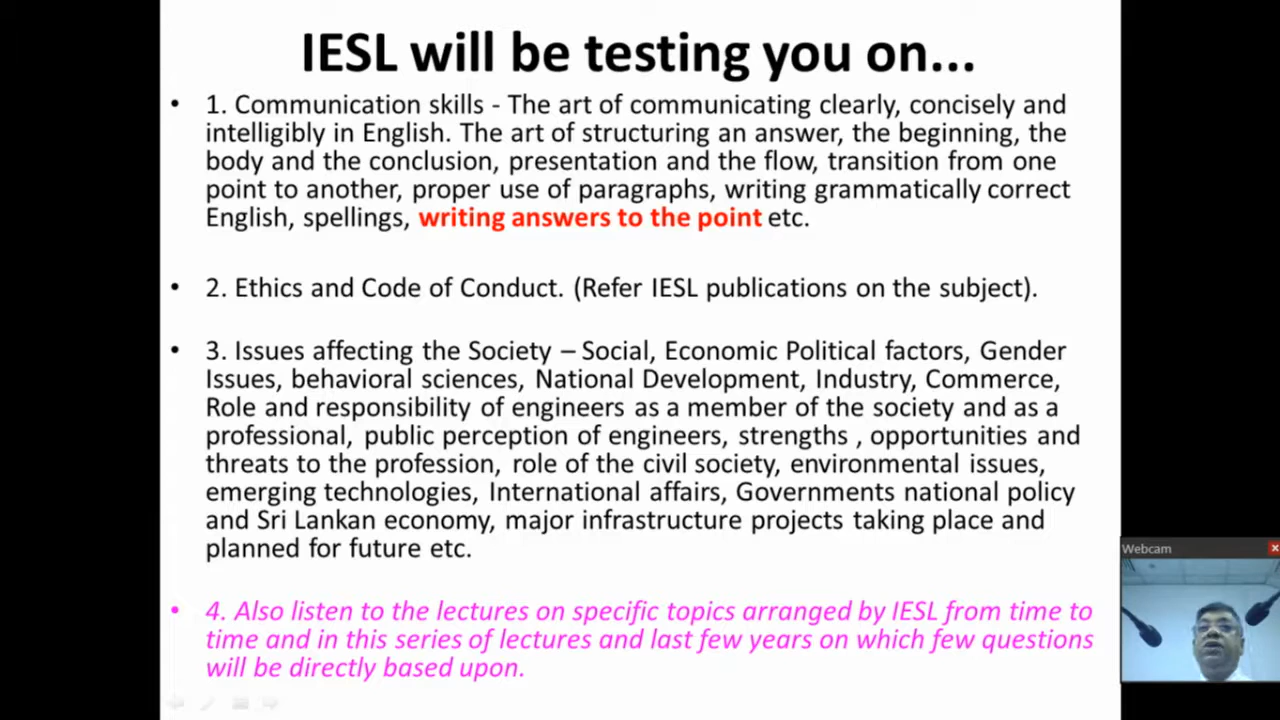 IESL will be testing you on...
• 1. Communication skills - The art of communicating clearly, concisely and
intelligibly in English. The art of structuring an answer, the beginning, the
body and the conclusion, presentation and the flow, transition from one
point to another, proper use of paragraphs, writing grammatically correct
English, spellings, writing answers to the point etc.
• 2. Ethics and Code of Conduct. (Refer IESL publications on the subject).
• 3. Issues affecting the Society – Social, Economic Political factors, Gender
Issues, behavioral sciences, National Development, Industry, Commerce,
Role and responsibility of engineers as a member of the society and as a
professional, public perception of engineers, strengths , opportunities and
threats to the profession, role of the civil society, environmental issues,
emerging technologies, International affairs, Governments national policy
and Sri Lankan economy, major infrastructure projects taking place and
planned for future etc.
• 4. Also listen to the lectures on specific topics arranged by IESL from time to
time and in this series of lectures and last few years on which few questions
will be directly based upon.
Webcam